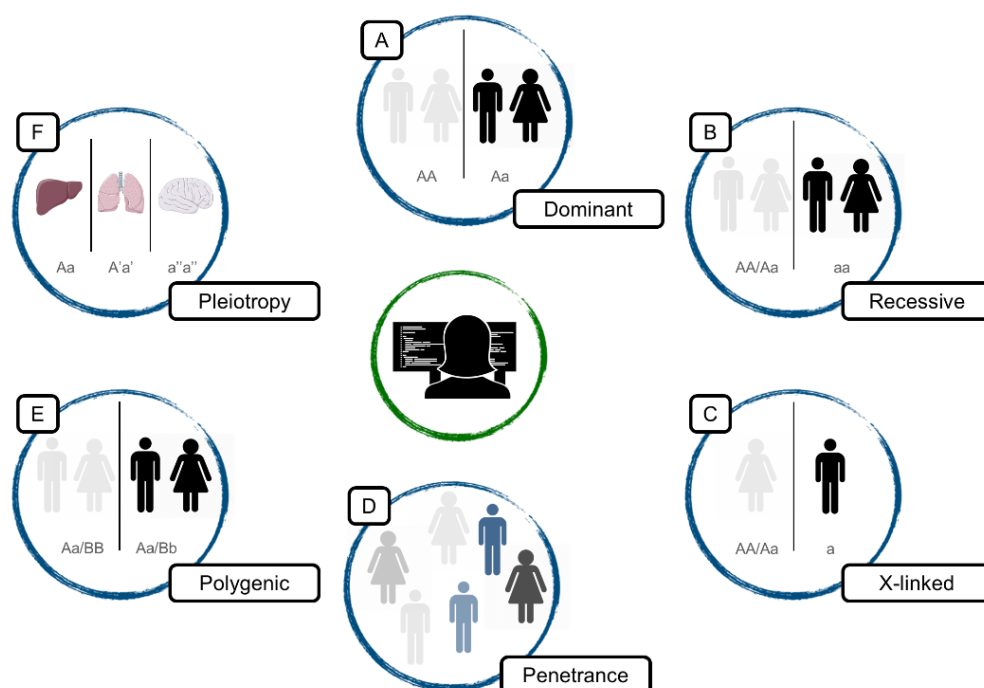 A
AA
Aa
Dominant
B
AA/Aa
aa
Recessive
C
AA/Aa
a
X-linked
D
Penetrance
E
Aa/BB
Aa/Bb
Polygenic
F
Aa
A’a’
a’’a’’
Pleiotropy